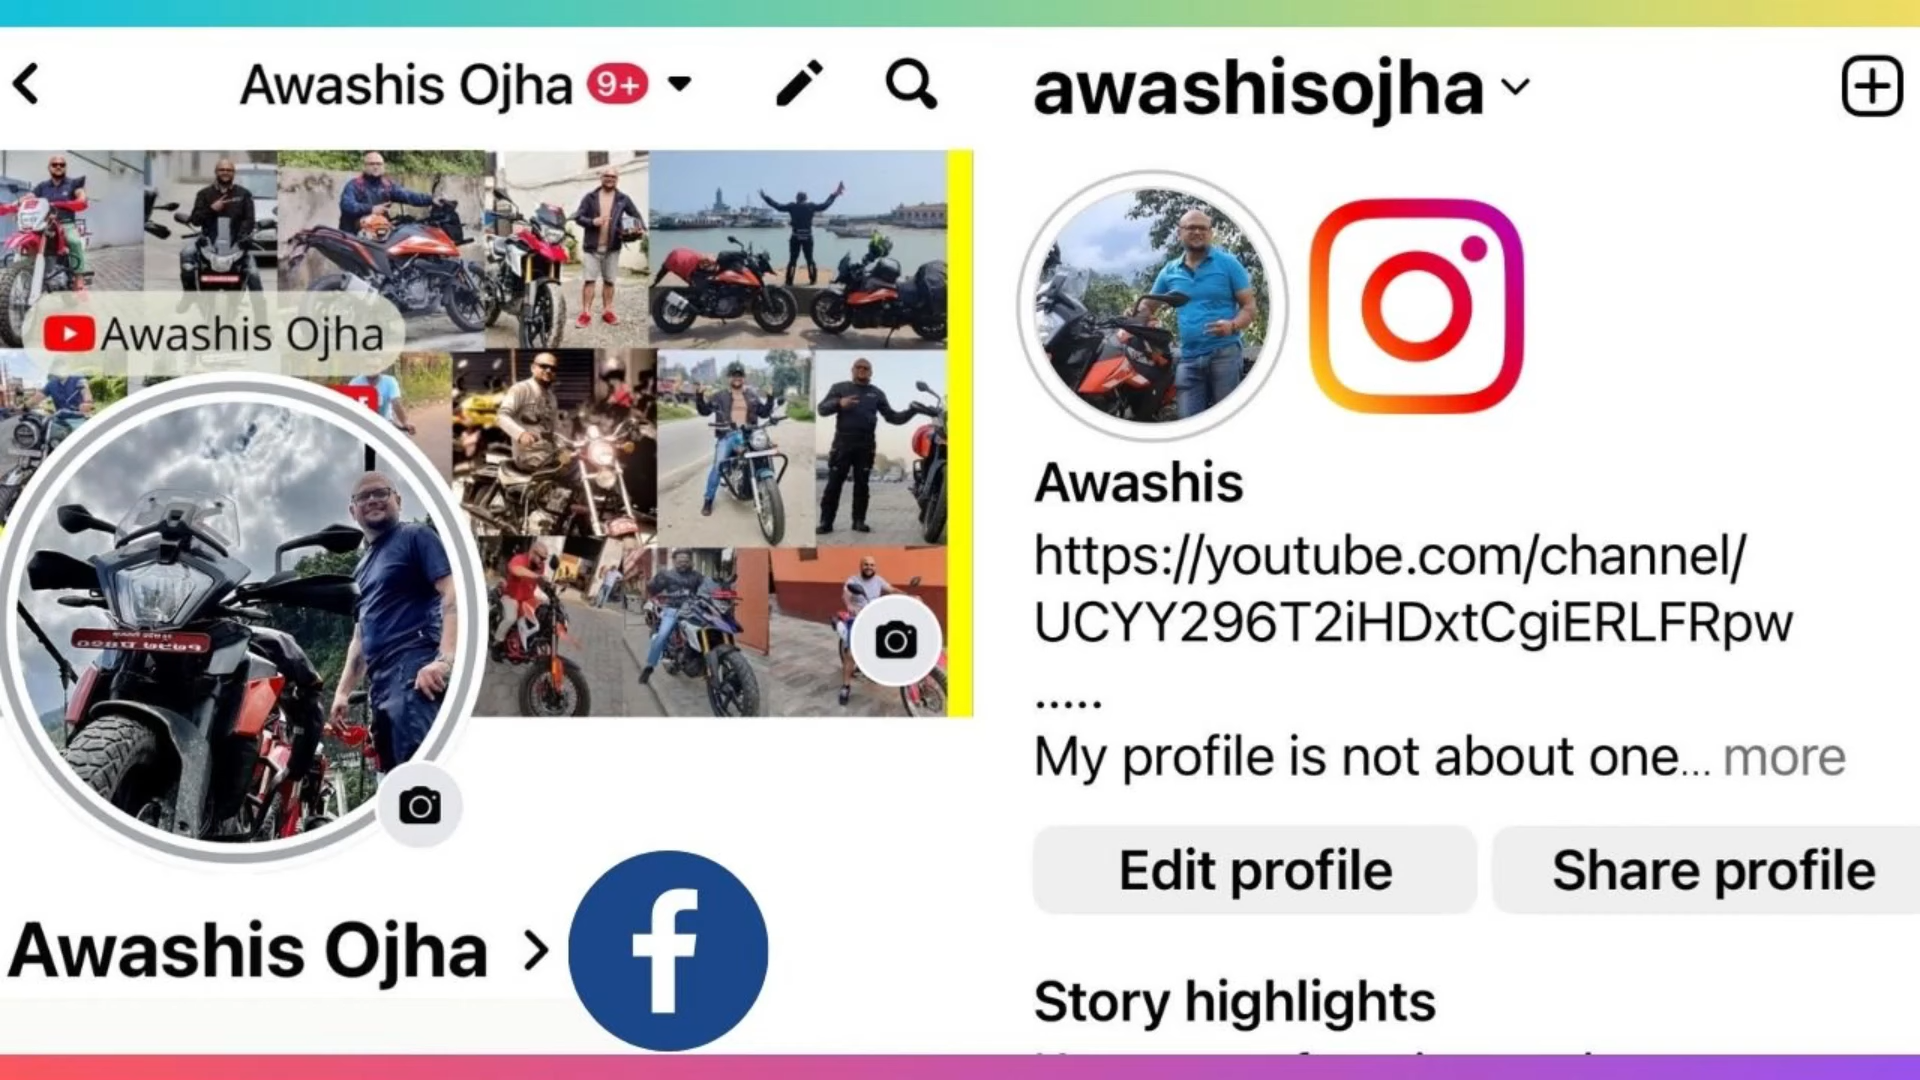 Awashis Ojha 9+
Awashis Ojha
Awashis Ojha
awashisojha
Awashis
https://youtube.com/channel/
UCYY296T2iHDxtCgiERLFRpw
.....
My profile is not about one... more
Edit profile
Share profile
Story highlights